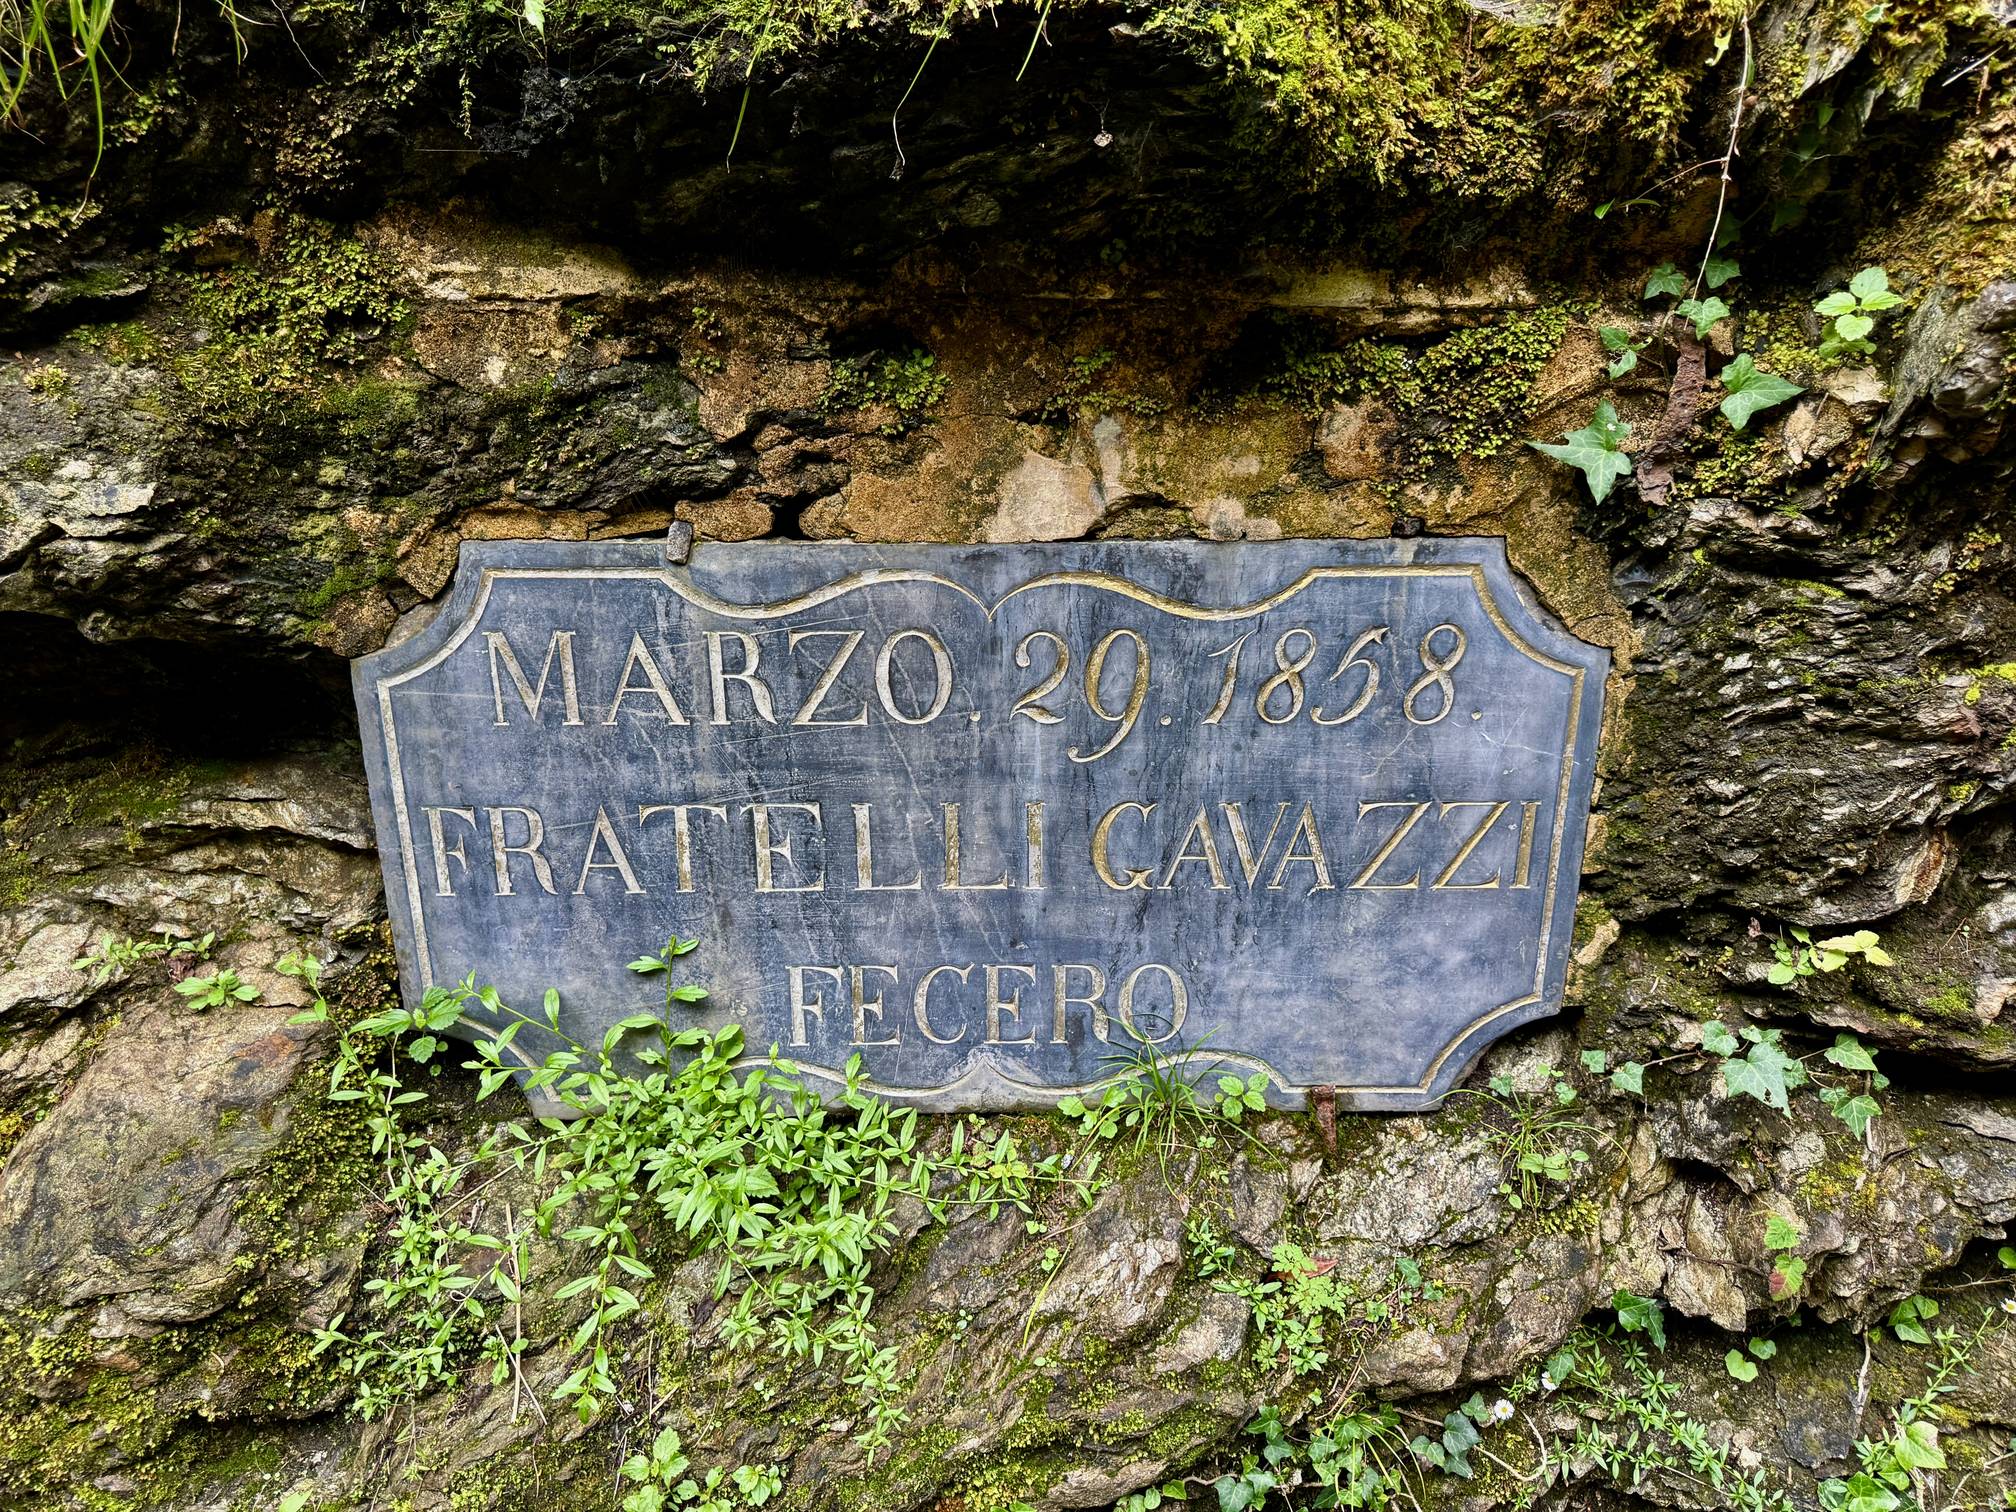 MARZO. 29. 1858.
FRATELLI GAVAZZI
FECERO